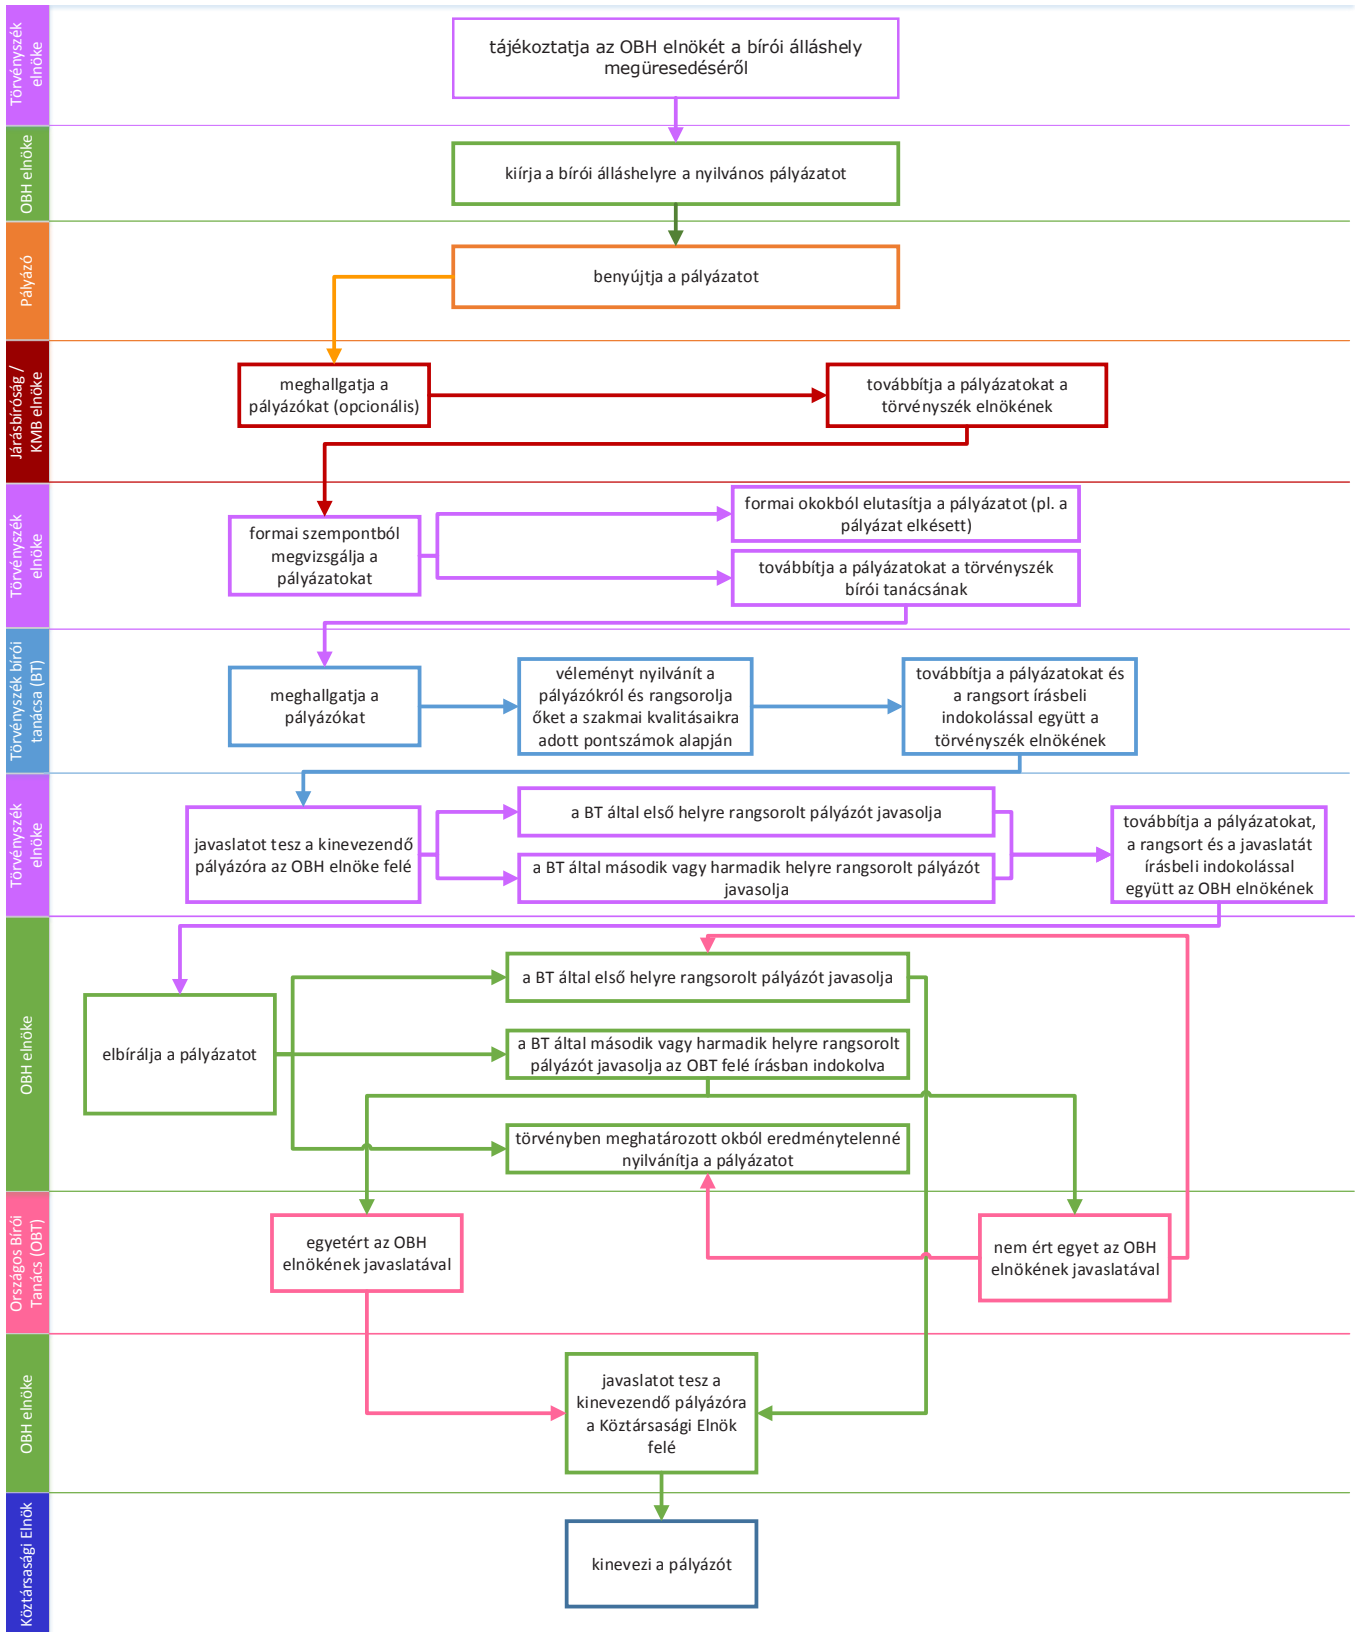 Törvényszék
elnöke
tájékoztatja az OBH elnökét a bírói álláshely
megüresedéséről
OBH elnöke
kiírja a bírói álláshelyre a nyilvános pályázatot
Pályázó
benyújtja a pályázatot
Járásbíróság /
KMB elnöke
meghallgatja a
pályázókat (opcionális)
továbbítja a pályázatokat a
törvényszék elnökének
Törvényszék
elnöke
formai szempontból
megvizsgálja a
pályázatokat
formai okokból elutasítja a pályázatot (pl. a
pályázat elkésett)
továbbítja a pályázatokat a törvényszék
bírói tanácsának
Törvényszék bírói
tanácsa (BT)
meghallgatja a
pályázókat
véleményt nyilvánít a
pályázókról és rangsorolja
őket a szakmai kvalitásaikra
adott pontszámok alapján
továbbítja a pályázatokat és
a rangsort írásbeli
indokolással együtt a
törvényszék elnökének
Törvényszék
elnöke
javaslatot tesz a kinevezendő
pályázóra az OBH elnöke felé
a BT által első helyre rangsorolt pályázót javasolja
a BT által második vagy harmadik helyre rangsorolt pályázót
javasolja
továbbítja a pályázatokat,
a rangsort és a javaslatát
írásbeli indokolással
együtt az OBH elnökének
OBH elnöke
elbírálja a pályázatot
a BT által első helyre rangsorolt pályázót javasolja
a BT által második vagy harmadik helyre rangsorolt
pályázót javasolja az OBT felé írásban indokolva
törvényben meghatározott okból eredménytelenné
nyilvánítja a pályázatot
Országos Bírói
Tanács (OBT)
egyetért az OBH
elnökének javaslatával
nem ért egyet az OBH
elnökének javaslatával
OBH elnöke
javaslatot tesz a
kinevezendő pályázóra
a Köztársasági Elnök
felé
Köztársasági Elnök
kinevezi a pályázót